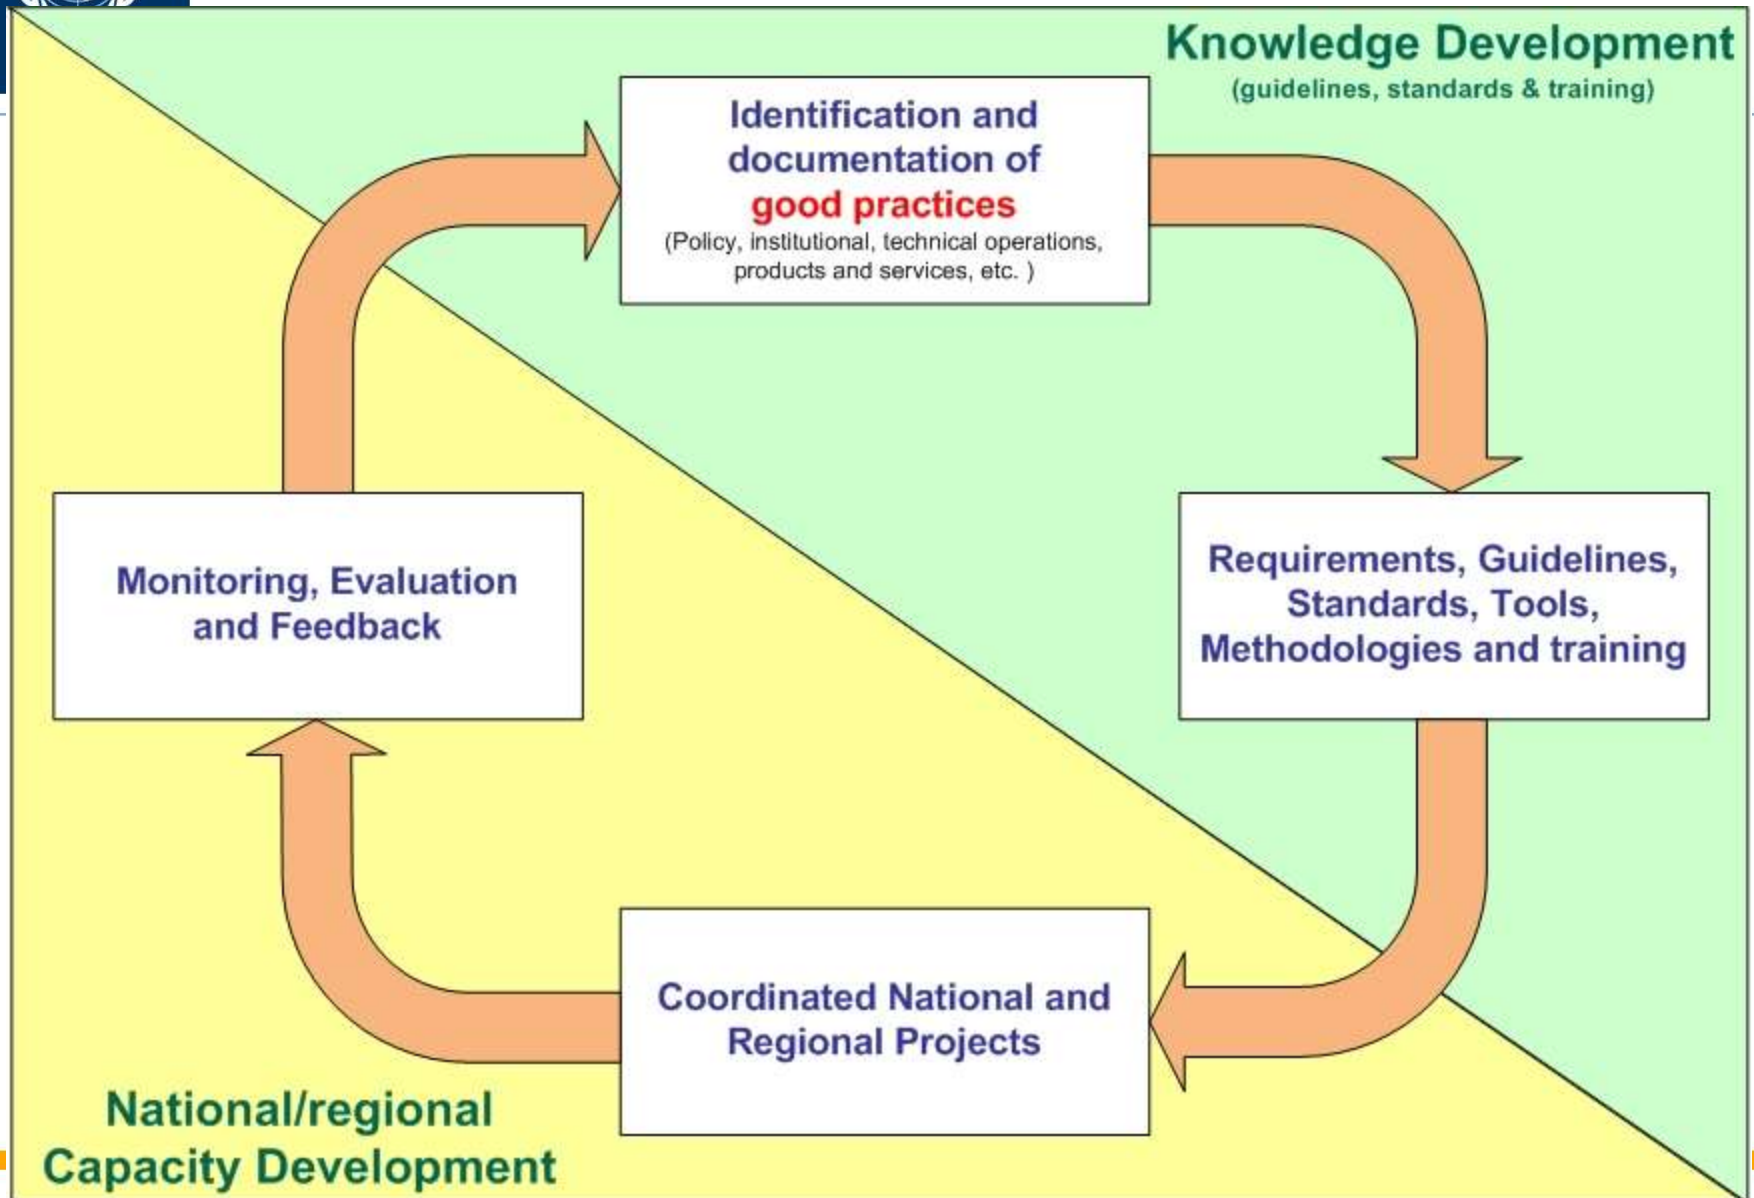 Knowledge Development
(guidelines, standards & training)
Identification and
documentation of
good practices
(Policy, institutional, technical operations,
products and services, etc. )
Monitoring, Evaluation
and Feedback
Requirements, Guidelines,
Standards, Tools,
Methodologies and training
Coordinated National and
Regional Projects
National/regional
Capacity Development